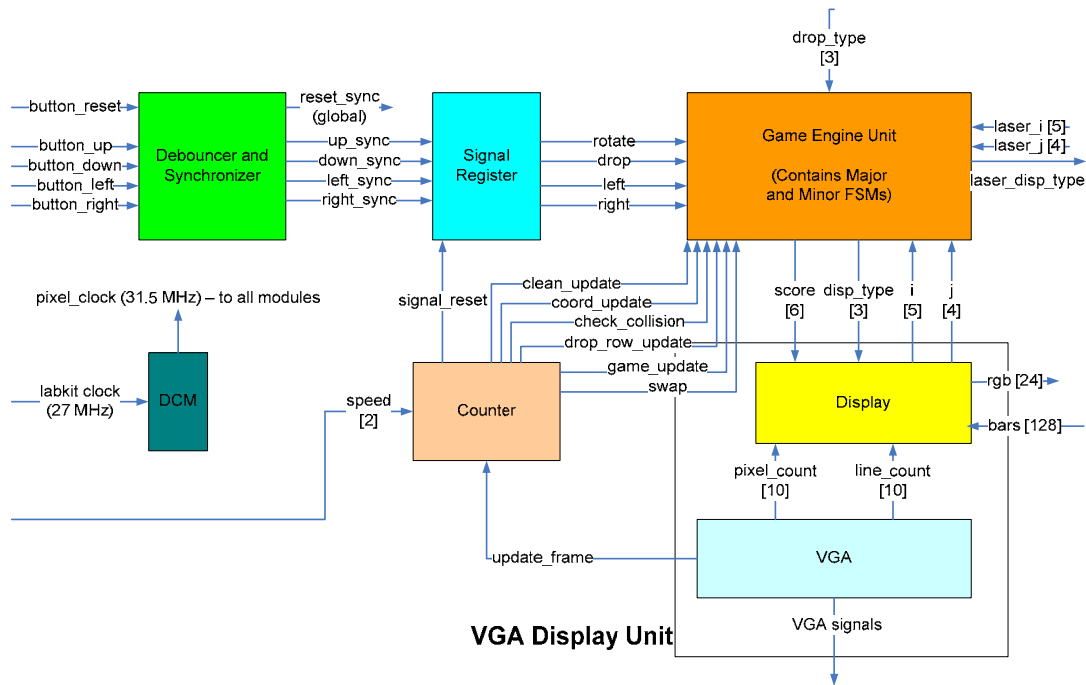 drop_type
[3]
button_reset
button_up
button_down
button_left
button_right
Debouncer and
Synchronizer
reset_sync
(global)
up_sync
down_sync
left_sync
right_sync
Signal
Register
rotate
drop
left
right
Game Engine Unit
(Contains Major
and Minor FSMs)
laser_i [5]
laser_j [4]
laser_disp_type
pixel_clock (31.5 MHz) – to all modules
labkit clock
(27 MHz)
DCM
signal_reset
clean_update
coord_update
check_collision
drop_row_update
game_update
swap
score
[6]
disp_type
[3]
i
[5]
j
[4]
speed
[2]
Counter
Display
rgb [24]
bars [128]
pixel_count
[10]
line_count
[10]
update_frame
VGA
VGA signals
VGA Display Unit